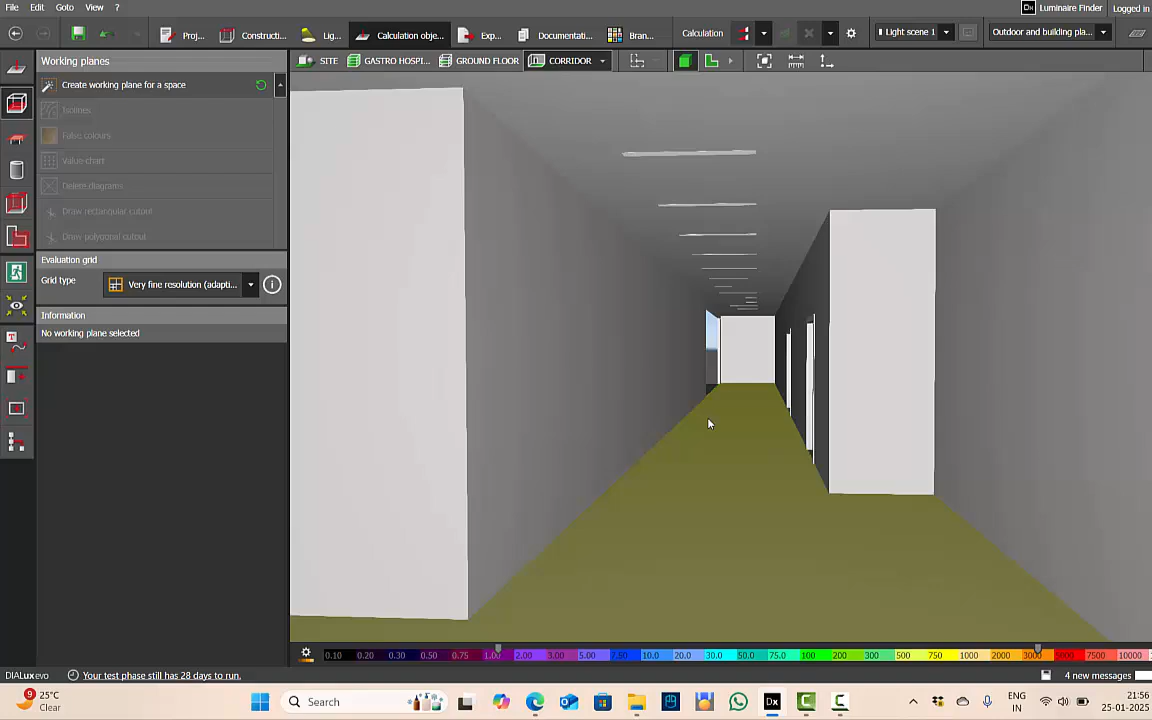 File Edit Goto View ?
Dx Luminaire Finder Logged in
Proj... Constructi... Lig... Calculation obje... Exp... Documentati... Bran... Calculation Light scene 1 Outdoor and building pla...
Working planes
SITE GASTRO HOSPI... GROUND FLOOR CORRIDOR
Create working plane for a space
Isolines
False colours
Value chart
Delete diagrams
Draw rectangular cutout
Draw polygonal cutout
Evaluation grid
Grid type Very fine resolution (adapti...
Information
No working plane selected
0.10 0.20 0.30 0.50 0.75 1.00 2.00 3.00 5.00 7.50 10.0 20.0 30.0 50.0 75.0 100 200 300 500 750 1000 2000 3000 5000 7500 10000
DIALux evo Your test phase still has 28 days to run. 4 new messages
9 25°C
Clear
Search
Dx
ENG
IN
21:56
25-01-2025